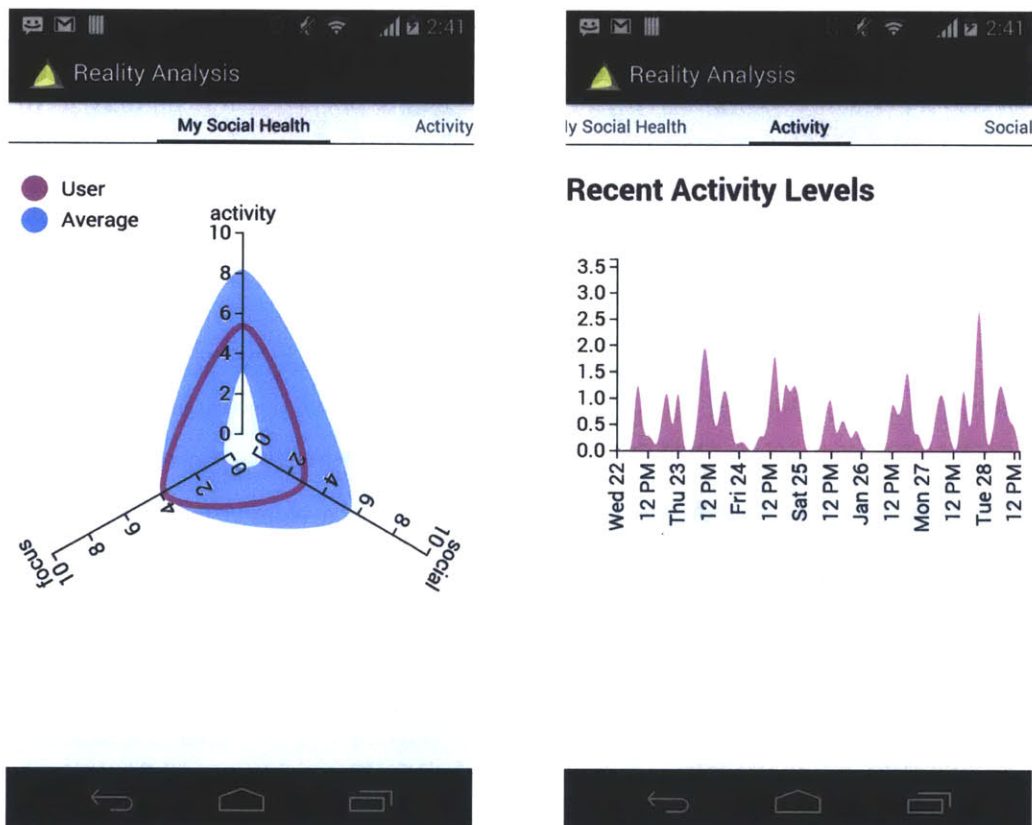 2:41
Reality Analysis
My Social Health Activity
User
Average
activity
10
8
6
4
2
0
0
2
4
6
8
10
social
0
2
4
6
8
10
focus
2:41
Reality Analysis
ly Social Health Activity Social
Recent Activity Levels
3.5
3.0
2.5
2.0
1.5
1.0
0.5
0.0
Wed 22
12 PM
Thu 23
12 PM
Fri 24
12 PM
Sat 25
12 PM
Jan 26
12 PM
Mon 27
12 PM
Tue 28
12 PM